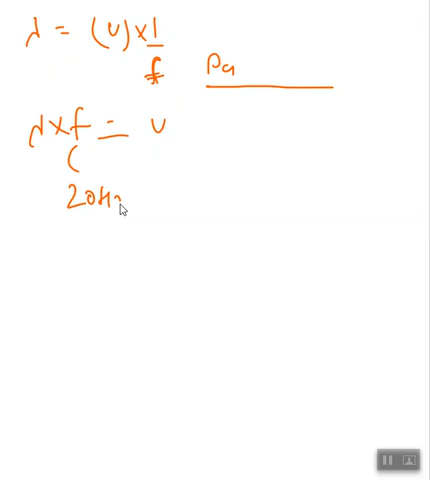 λ = (v) × 1/f
Pa
λ × f = v
(
20Hz